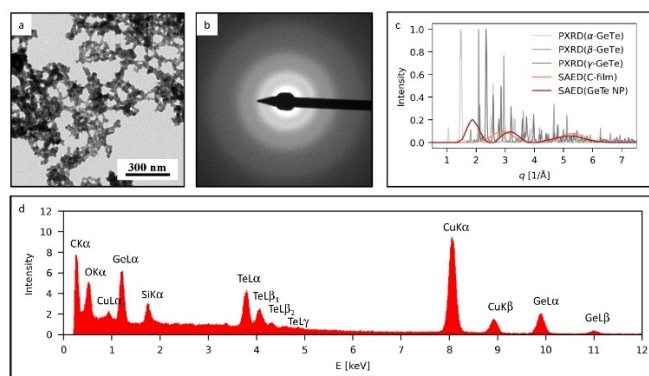 a
300 nm
b
c
1.0
0.8
0.6
0.4
0.2
0.0
Intensity
PXRD(α-GeTe)
PXRD(β-GeTe)
PXRD(γ-GeTe)
SAED(C-film)
SAED(GeTe NP)
1 2 3 4 5 6 7
q [1/Å]
d
12
10
8
6
4
2
0
Intensity
CKα
OKα
CuLα
GeLα
SiKα
TeLα
TeLβ₁
TeLβ₂
TeLγ
CuKα
CuKβ
GeLα
GeLβ
0 1 2 3 4 5 6 7 8 9 10 11 12
E [keV]